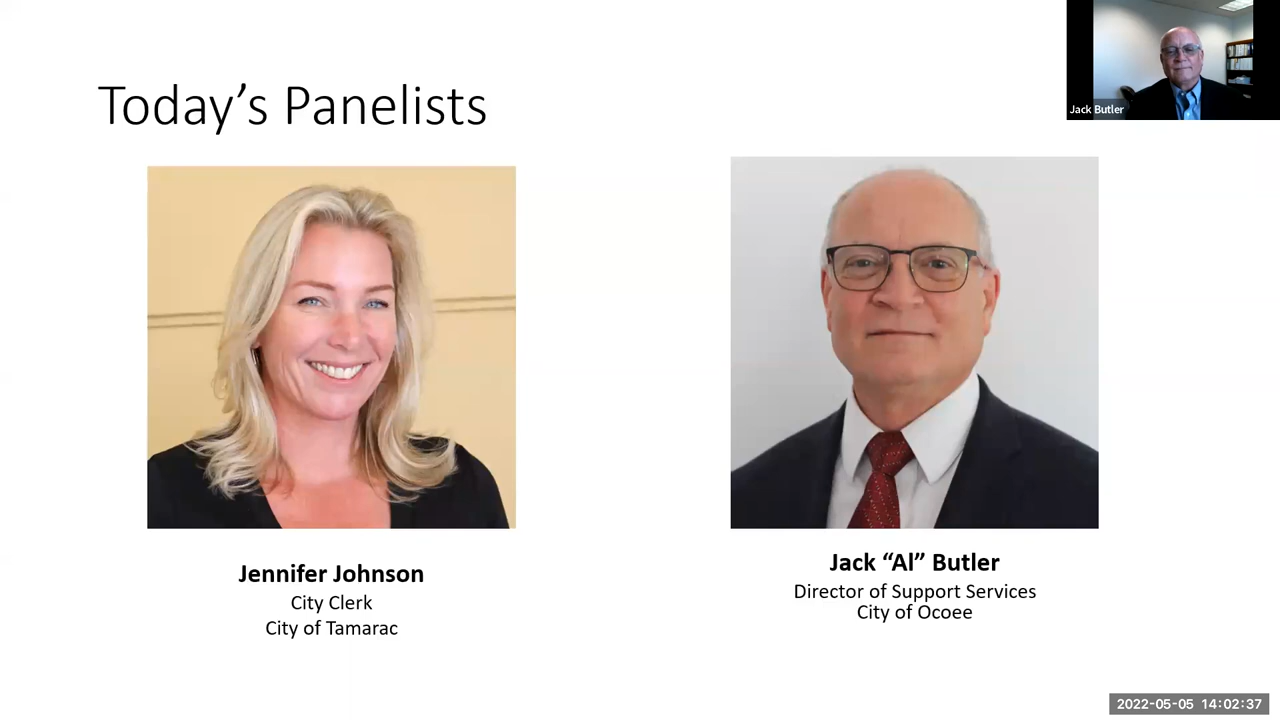 Today’s Panelists
Jack Butler
Jennifer Johnson
City Clerk
City of Tamarac
Jack “Al” Butler
Director of Support Services
City of Ocoee
2022-05-05 14:02:37